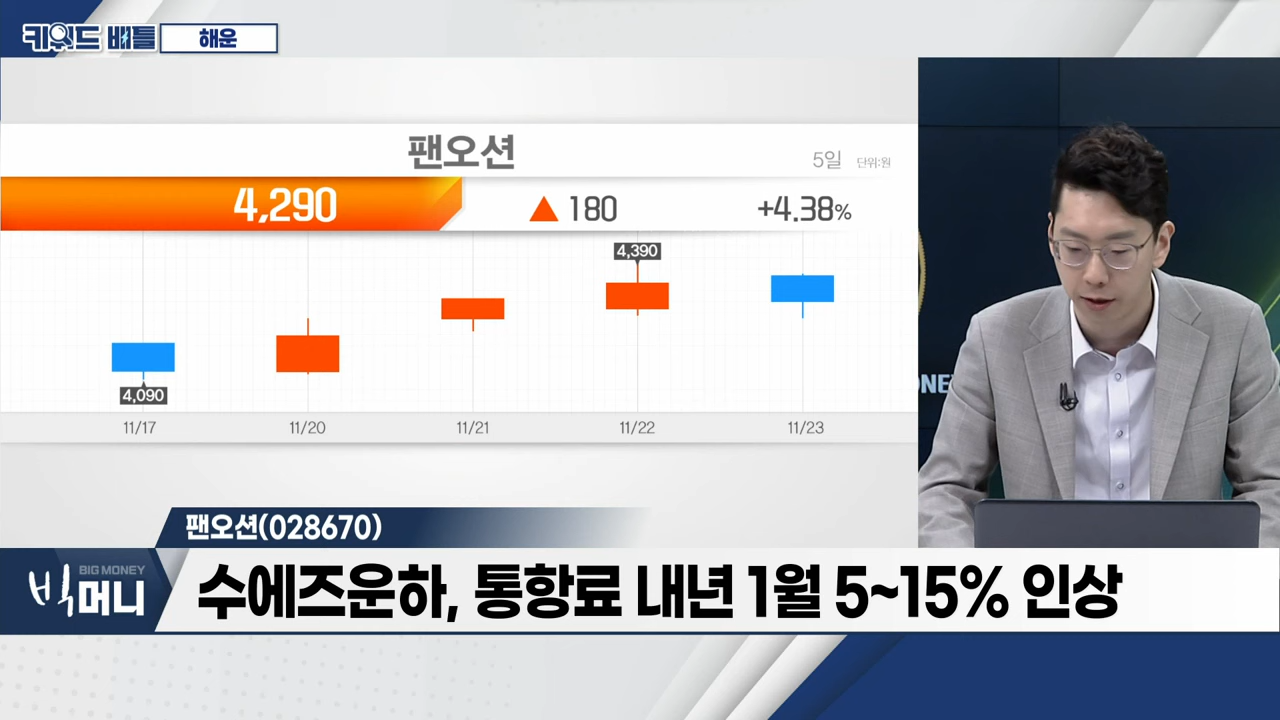 키워드 배틀 해운
팬오션
5일 단위:원
4,290 ▲ 180 +4.38%
4,390
4,090
11/17 11/20 11/21 11/22 11/23
팬오션(028670)
BIG MONEY
빅머니
수에즈운하, 통항료 내년 1월 5~15% 인상